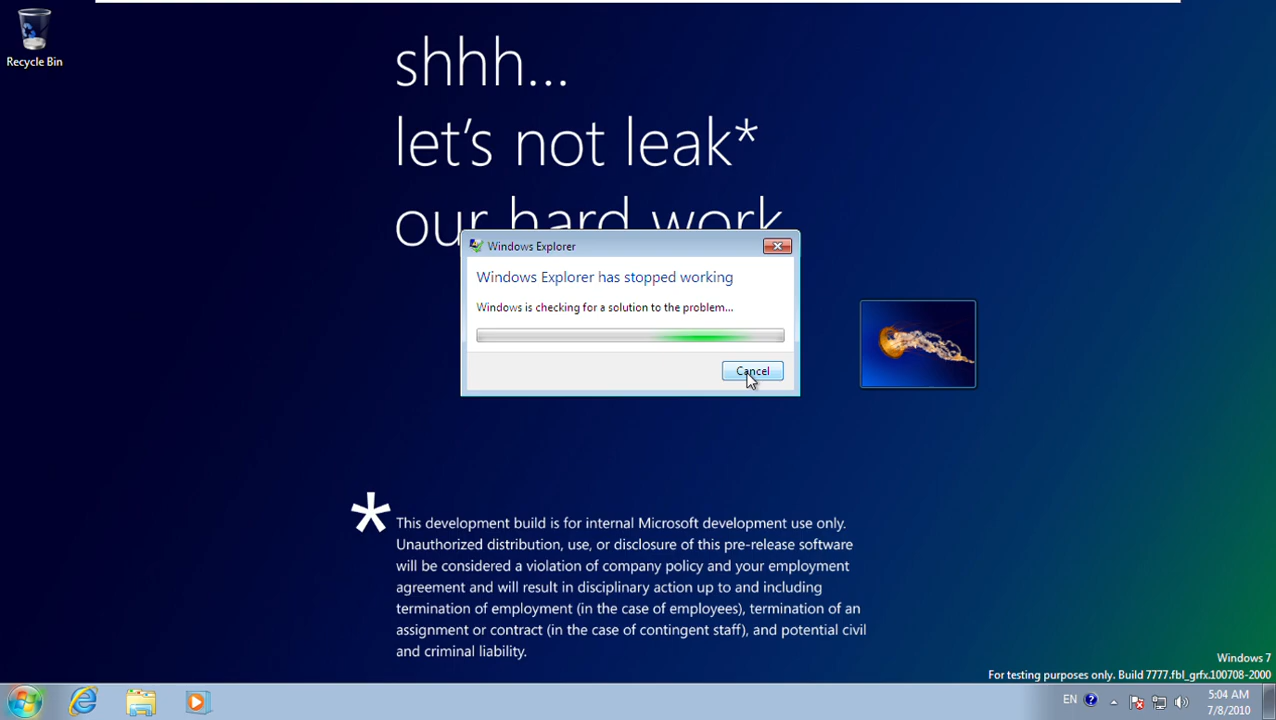 Recycle Bin
shhh...
let's not leak*
our hard work
Windows Explorer
Windows Explorer has stopped working
Windows is checking for a solution to the problem...
Cancel
* This development build is for internal Microsoft development use only.
Unauthorized distribution, use, or disclosure of this pre-release software
will be considered a violation of company policy and your employment
agreement and will result in disciplinary action up to and including
termination of employment (in the case of employees), termination of an
assignment or contract (in the case of contingent staff), and potential civil
and criminal liability.
Windows 7
For testing purposes only. Build 7777.fbl_grfx.100708-2000
EN
5:04 AM
7/8/2010